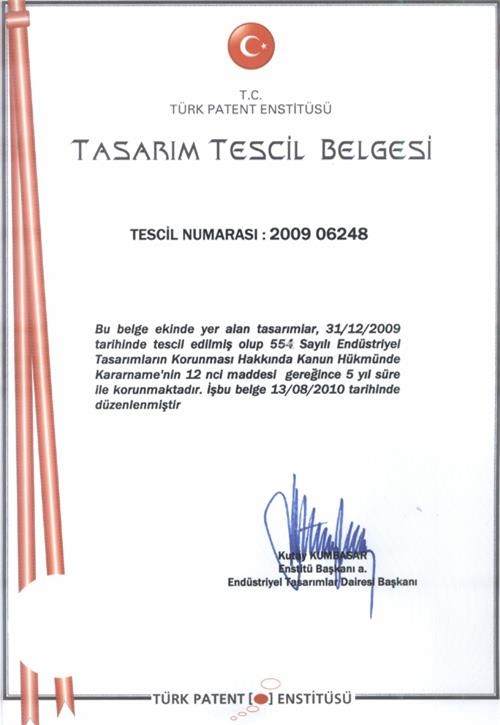 T.C.
TÜRK PATENT ENSTİTÜSÜ
TASARIM TESCİL BELGESİ
TESCİL NUMARASI : 2009 06248
Bu belge ekinde yer alan tasarımlar, 31/12/2009
tarihinde tescil edilmiş olup 554 Sayılı Endüstriyel
Tasarımların Korunması Hakkında Kanun Hükmünde
Kararname'nin 12 nci maddesi gereğince 5 yıl süre
ile korunmaktadır. İşbu belge 13/08/2010 tarihinde
düzenlenmiştir
Kutay KUMBASAR
Enstitü Başkanı a.
Endüstriyel Tasarımlar Dairesi Başkanı
TÜRK PATENT [●] ENSTİTÜSÜ